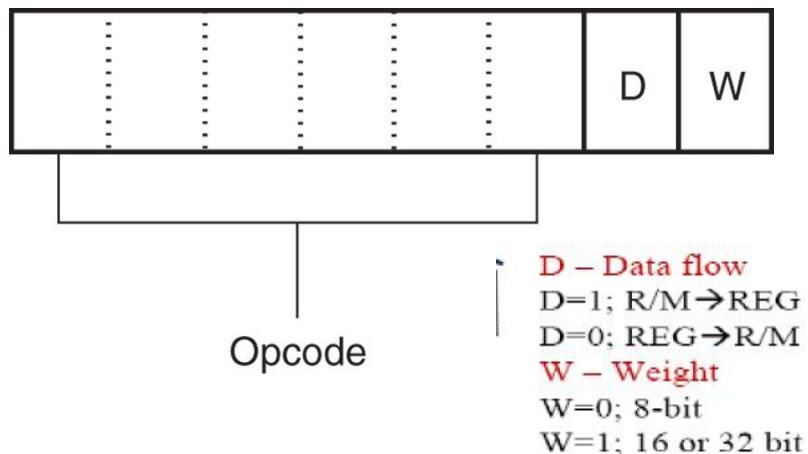 D W
Opcode
D – Data flow
D=1; R/M→REG
D=0; REG→R/M
W – Weight
W=0; 8-bit
W=1; 16 or 32 bit